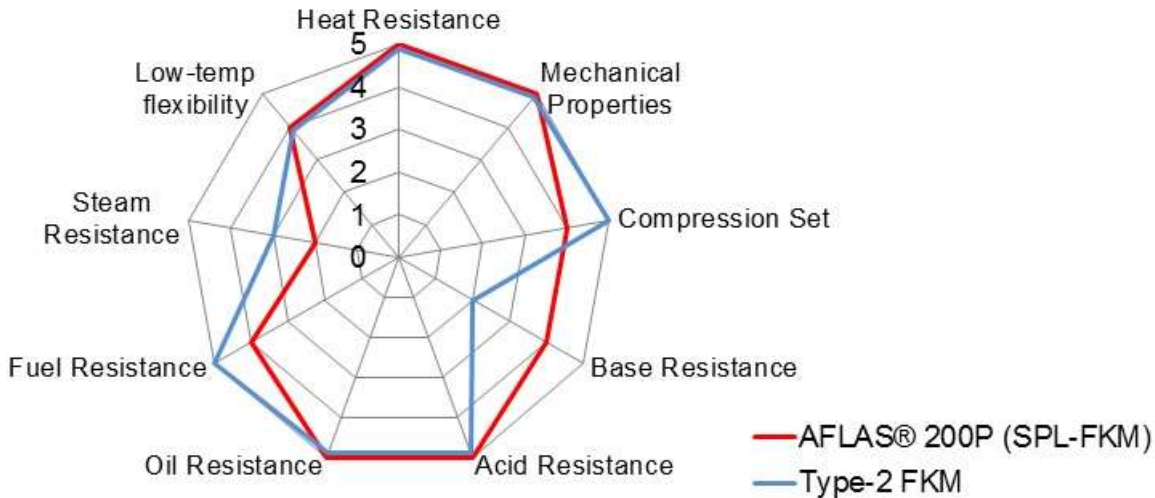 Heat Resistance
5
4
3
2
1
0
Low-temp
flexibility
Mechanical
Properties
Steam
Resistance
Compression Set
Fuel Resistance
Base Resistance
Oil Resistance
Acid Resistance
AFLAS® 200P (SPL-FKM)
Type-2 FKM